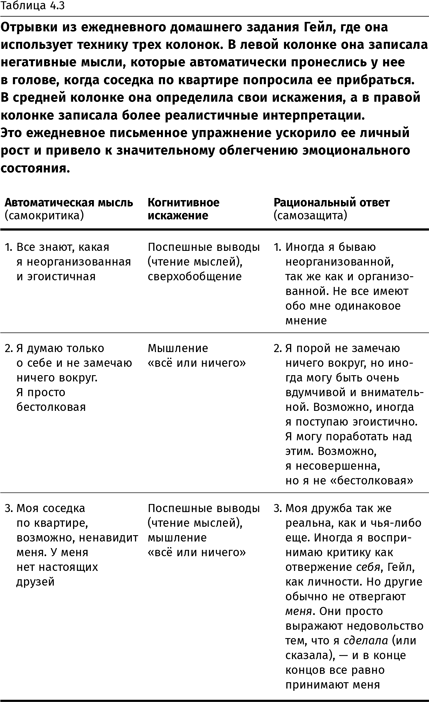 Таблица 4.3
Отрывки из ежедневного домашнего задания Гейл, где она
использует технику трех колонок. В левой колонке она записала
негативные мысли, которые автоматически пронеслись у нее
в голове, когда соседка по квартире попросила ее прибраться.
В средней колонке она определила свои искажения, а в правой
колонке записала более реалистичные интерпретации.
Это ежедневное письменное упражнение ускорило ее личный
рост и привело к значительному облегчению эмоционального
состояния.
Автоматическая мысль
(самокритика)
Когнитивное
искажение
Рациональный ответ
(самозащита)
1. Все знают, какая
я неорганизованная
и эгоистичная
Поспешные выводы
(чтение мыслей),
сверхобобщение
1. Иногда я бываю
неорганизованной,
так же как и организо-
ванной. Не все имеют
обо мне одинаковое
мнение
2. Я думаю только
о себе и не замечаю
ничего вокруг.
Я просто
бестолковая
Мышление
«всё или ничего»
2. Я порой не замечаю
ничего вокруг, но ино-
гда могу быть очень
вдумчивой и вниматель-
ной. Возможно, иногда
я поступаю эгоистично.
Я могу поработать над
этим. Возможно,
я несовершенна,
но я не «бестолковая»
3. Моя соседка
по квартире,
возможно, ненавидит
меня. У меня
нет настоящих
друзей
Поспешные выводы
(чтение мыслей),
мышление
«всё или ничего»
3. Моя дружба так же
реальна, как и чья-либо
еще. Иногда я воспри-
нимаю критику как
отвержение себя, Гейл,
как личности. Но другие
обычно не отвергают
меня. Они просто
выражают недовольство
тем, что я сделала (или
сказала), — и в конце
концов все равно
принимают меня